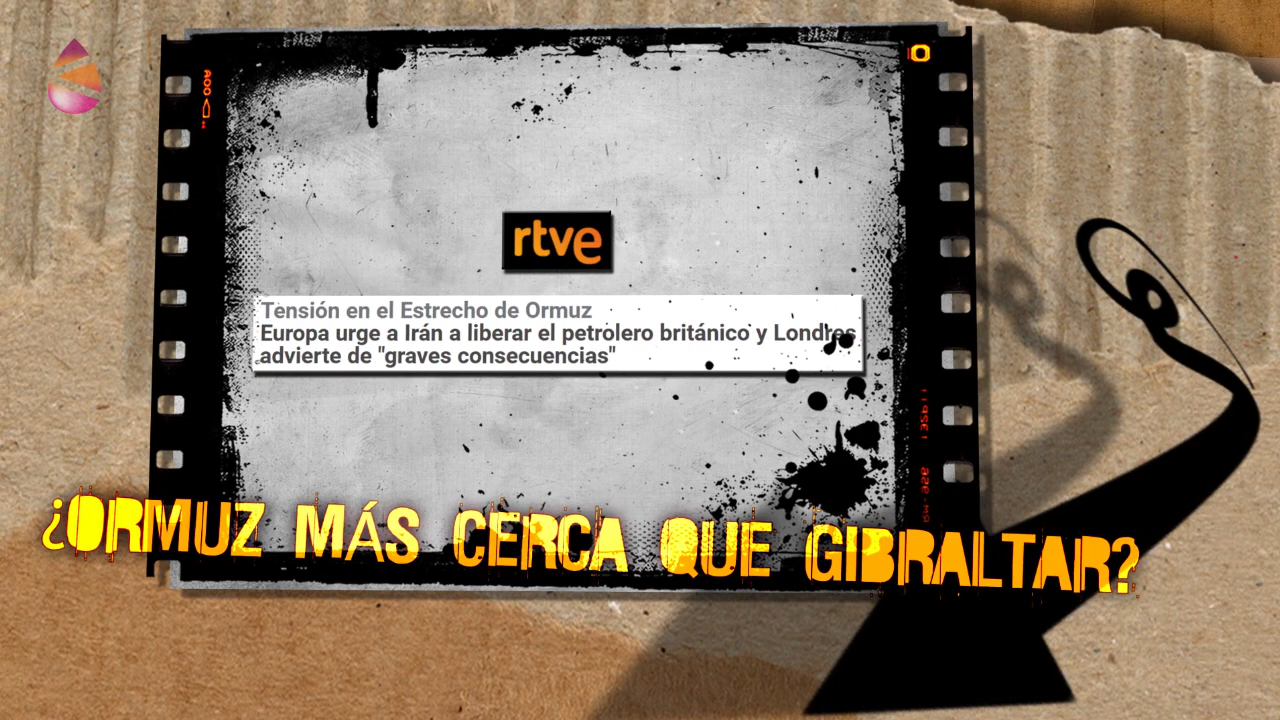 rtve
Tensión en el Estrecho de Ormuz
Europa urge a Irán a liberar el petrolero británico y Londres
advierte de "graves consecuencias"
¿ORMUZ MÁS CERCA QUE GIBRALTAR?